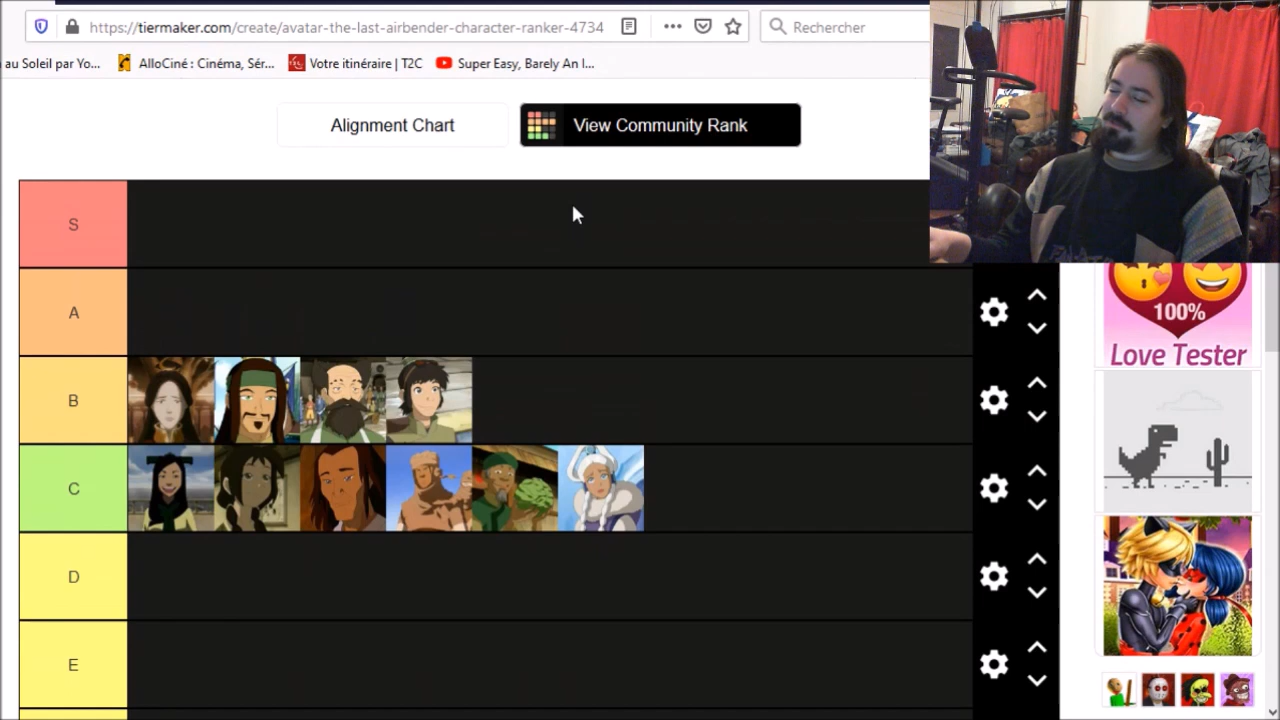 https://tiermaker.com/create/avatar-the-last-airbender-character-ranker-4734
Rechercher
au Soleil par Yo...
AlloCiné : Cinéma, Sér...
Votre itinéraire | T2C
Super Easy, Barely An I...
Alignment Chart
View Community Rank
S
A
100%
Love Tester
B
C
D
E